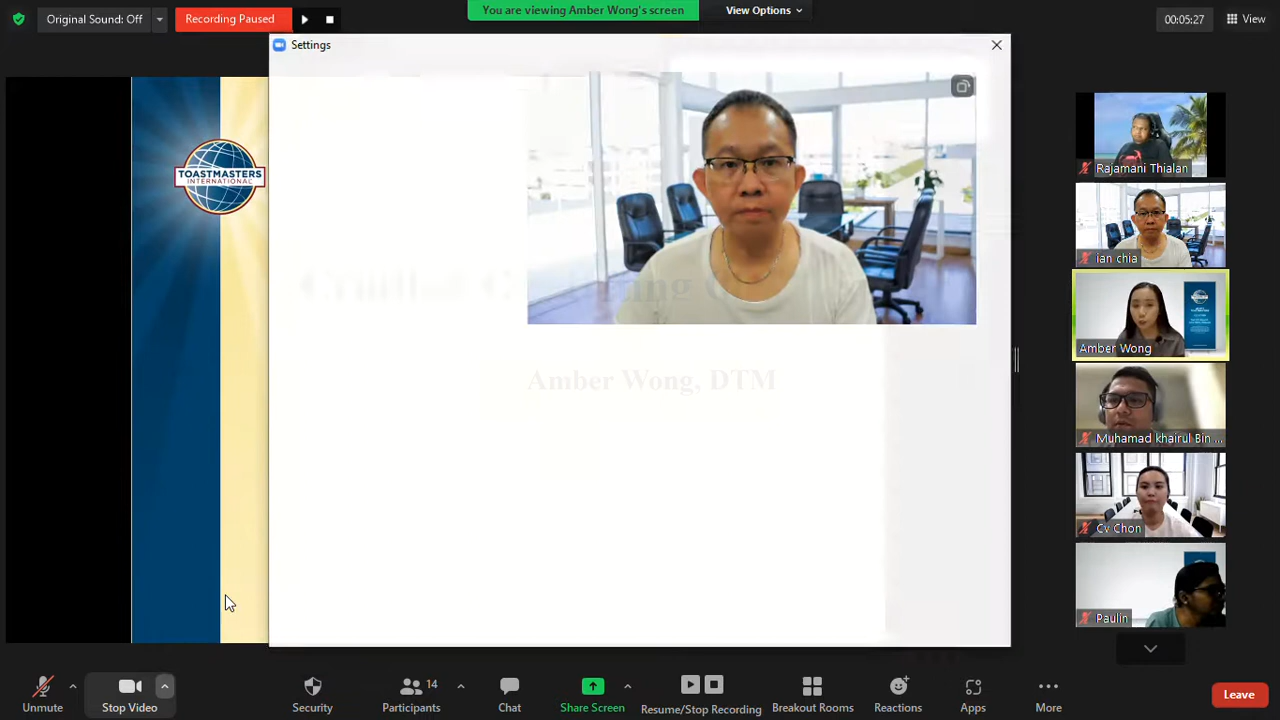 Original Sound: Off
Recording Paused
You are viewing Amber Wong's screen
View Options
00:05:27
View
Settings
TOASTMASTERS
INTERNATIONAL
Amber Wong, DTM
Rajamani Thialan
ian chia
Amber Wong
Muhamad khairul Bin ...
Cv Chon
Paulin
Unmute
Stop Video
Security
Participants
14
Chat
Share Screen
Resume/Stop Recording
Breakout Rooms
Reactions
Apps
More
Leave